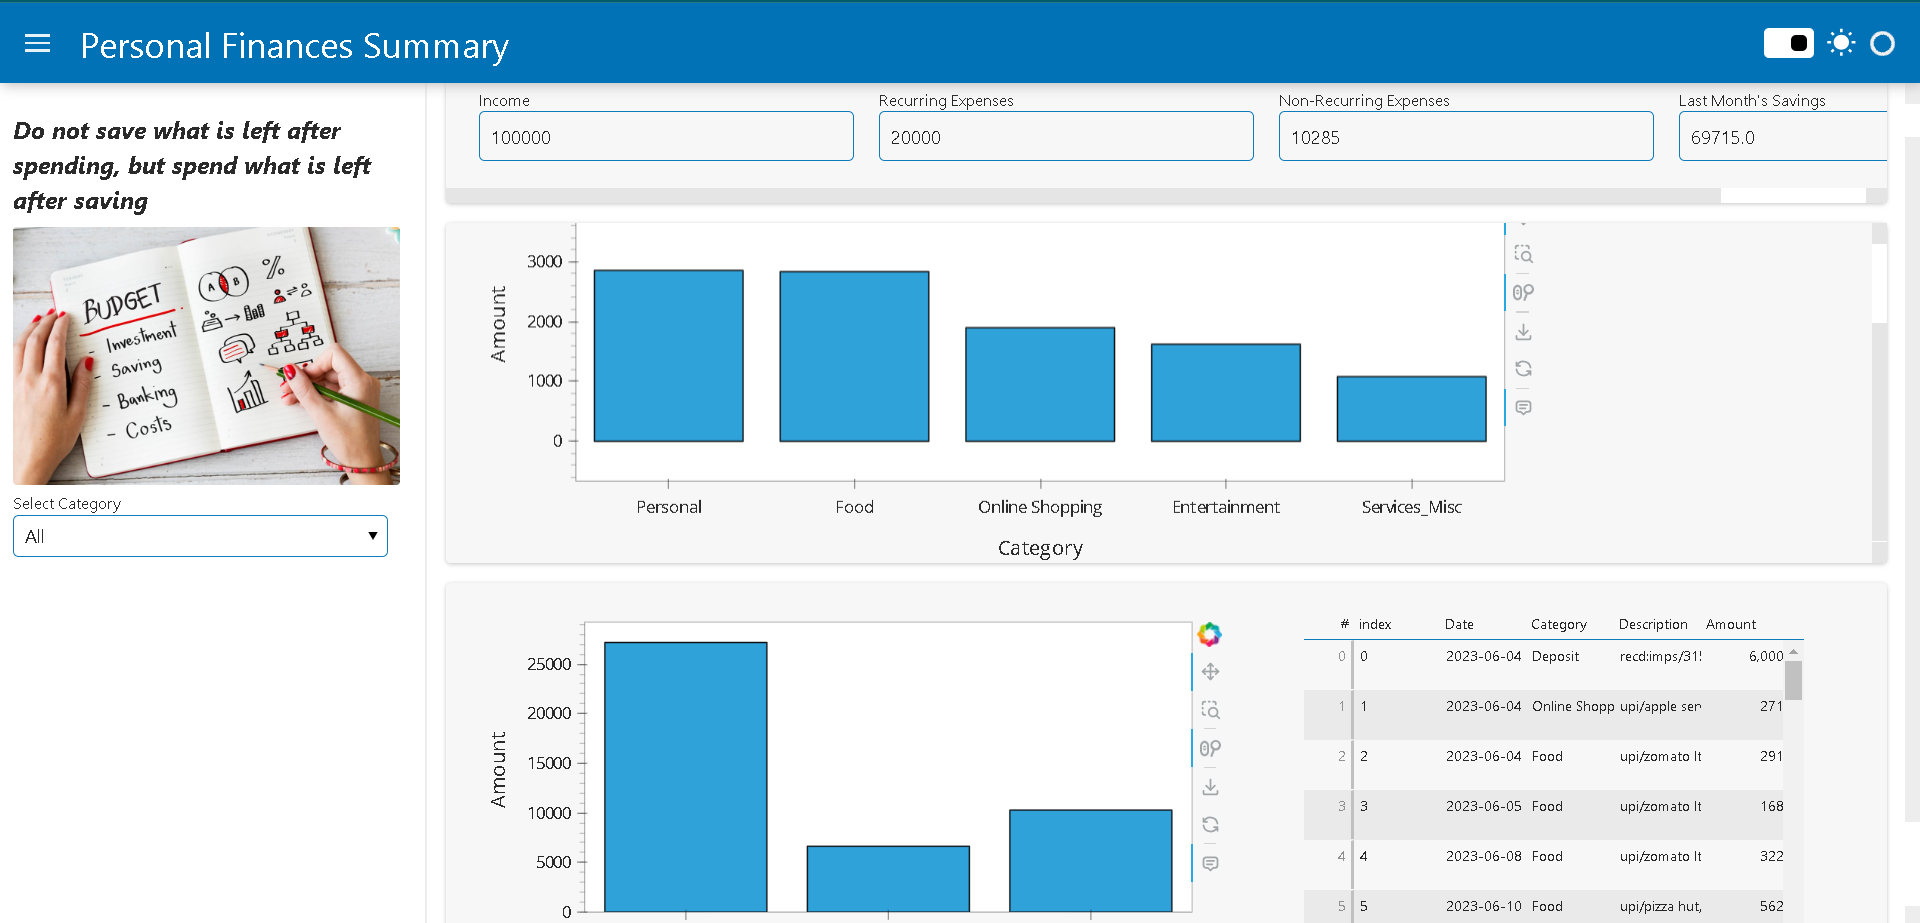 Personal Finances Summary
Do not save what is left after
spending, but spend what is left
after saving
BUDGET
- Investment
- Saving
- Banking
- Costs
A B
%
Select Category
All
Income
100000
Recurring Expenses
20000
Non-Recurring Expenses
10285
Last Month's Savings
69715.0
Amount
3000
2000
1000
0
Personal Food Online Shopping Entertainment Services_Misc
Category
Amount
25000
20000
15000
10000
5000
0
# index Date Category Description Amount
0 0 2023-06-04 Deposit recd:imps/31 6,000
1 1 2023-06-04 Online Shopp upi/apple ser 271
2 2 2023-06-04 Food upi/zomato lt 291
3 3 2023-06-05 Food upi/zomato lt 168
4 4 2023-06-08 Food upi/zomato lt 322
5 5 2023-06-10 Food upi/pizza hut, 562